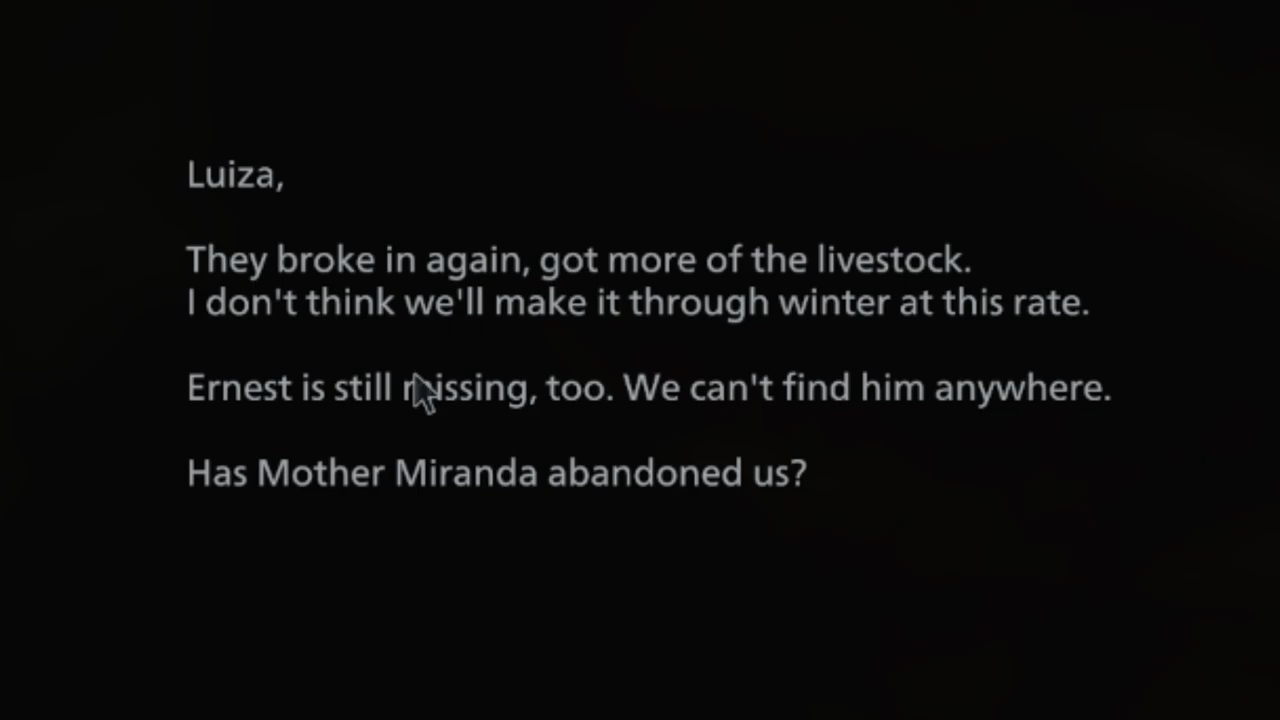 Luiza,
They broke in again, got more of the livestock.
I don't think we'll make it through winter at this rate.
Ernest is still missing, too. We can't find him anywhere.
Has Mother Miranda abandoned us?